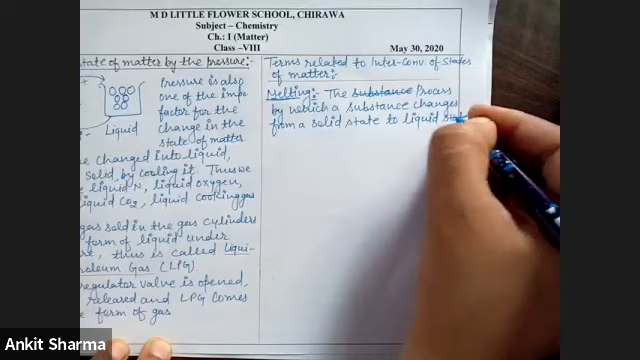 M D LITTLE FLOWER SCHOOL, CHIRAWA
Subject – Chemistry
Ch.: I (Matter)
Class –VIII May 30, 2020
state of matter by the pressure:-
Pressure is also
one of the impo
factor for the
change in the
state of matter
Liquid
changed into liquid,
solid, by cooling it. Thus we
liquid N, liquid oxygen,
liquid CO2, liquid cooking gas
gas sold in the gas cylinders
form of liquid under
thus is called Liqui-
Gas (LPG)
regulator valve is opened,
released and LPG comes
form of gas
Terms related to Inter-Conv. of States
of matter:-
Melting: The substance Process
by which a substance changes
from a solid state to liquid
Ankit Sharma